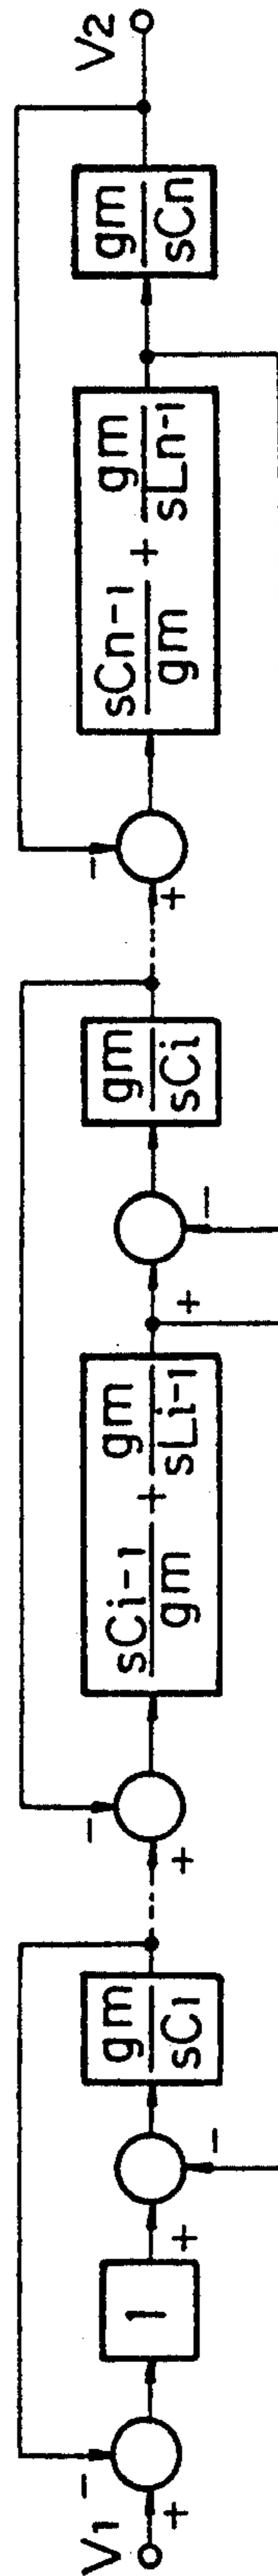 V1
+
−
1
+
−
gm
sC1
+
−
sCi-1
gm
+
gm
sLi-1
+
−
gm
sCi
+
−
sCn-1
gm
+
gm
sLn-1
gm
sCn
V2